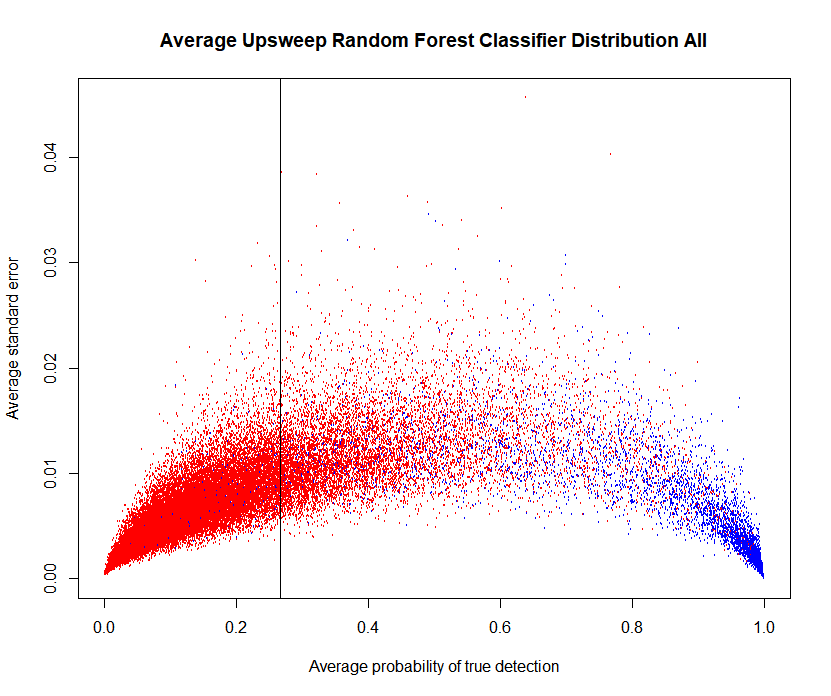 Average Upsweep Random Forest Classifier Distribution All
Average standard error
0.04
0.03
0.02
0.01
0.00
0.0 0.2 0.4 0.6 0.8 1.0
Average probability of true detection